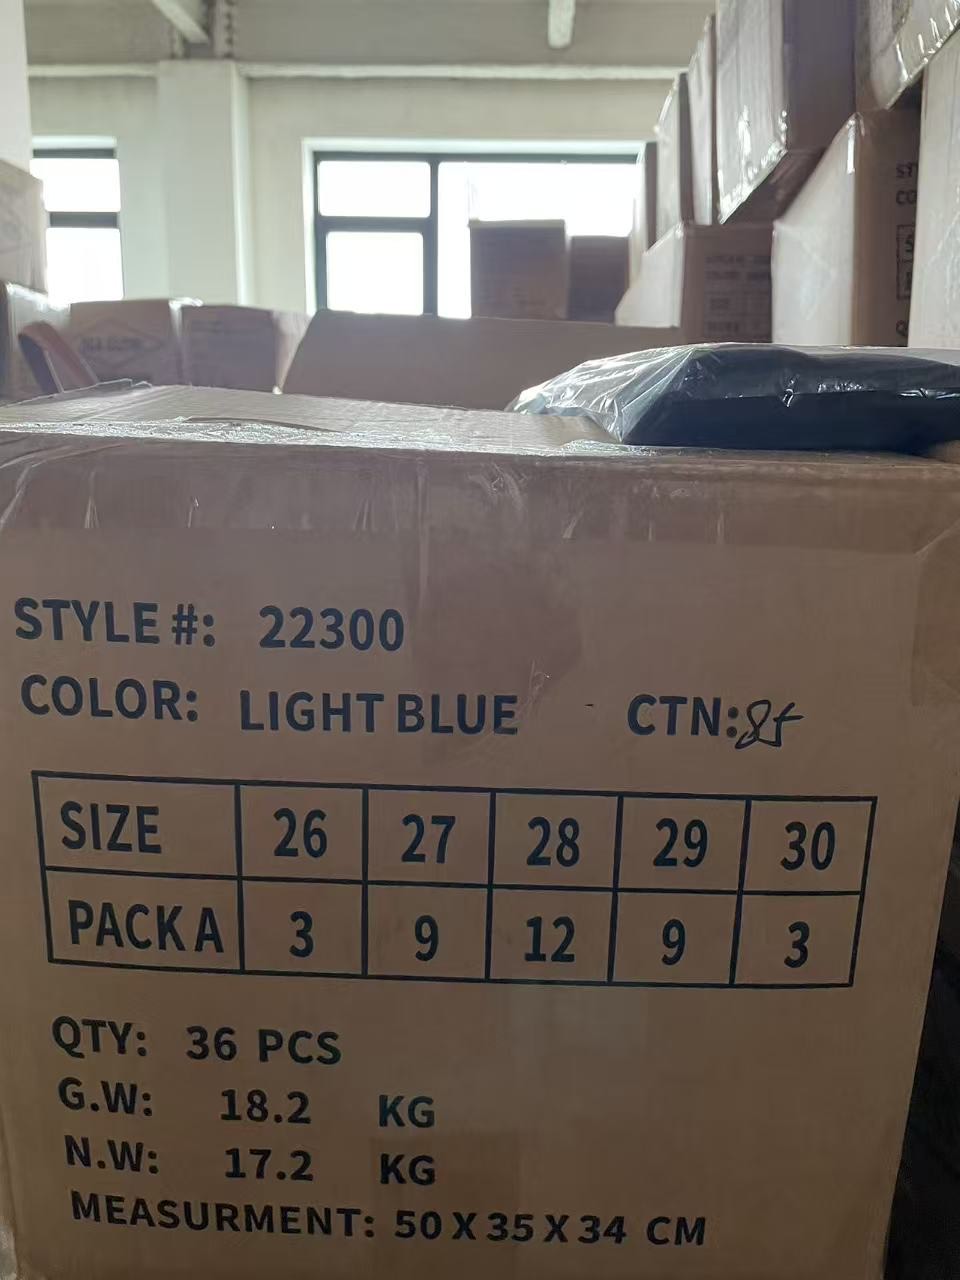 STYLE #: 22300
COLOR: LIGHT BLUE CTN: 85
SIZE 26 27 28 29 30
PACK A 3 9 12 9 3
QTY: 36 PCS
G.W: 18.2 KG
N.W: 17.2 KG
MEASURMENT: 50 X 35 X 34 CM